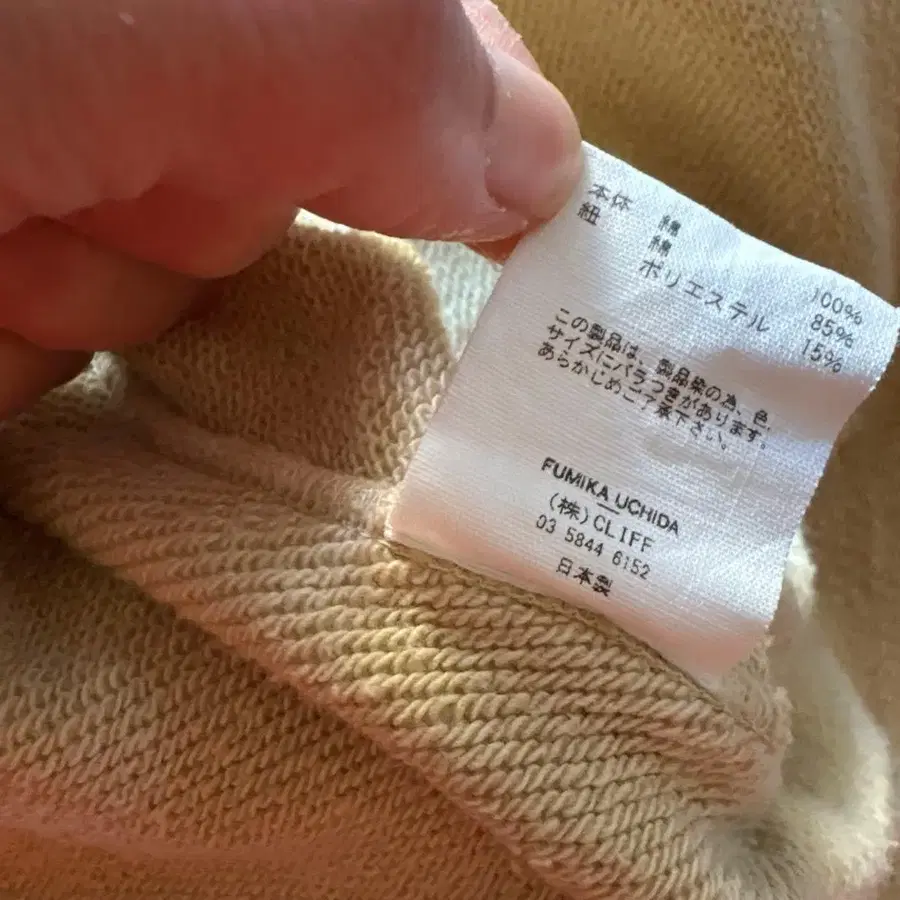 本体 綿 100%
紐 綿 85%
ポリエステル 15%
この製品は、製品染の為、色、
サイズにバラつきがあります。
あらかじめご了承下さい。
FUMIKA_UCHIDA
(株)CLIFF
03 5844 6152
日本製